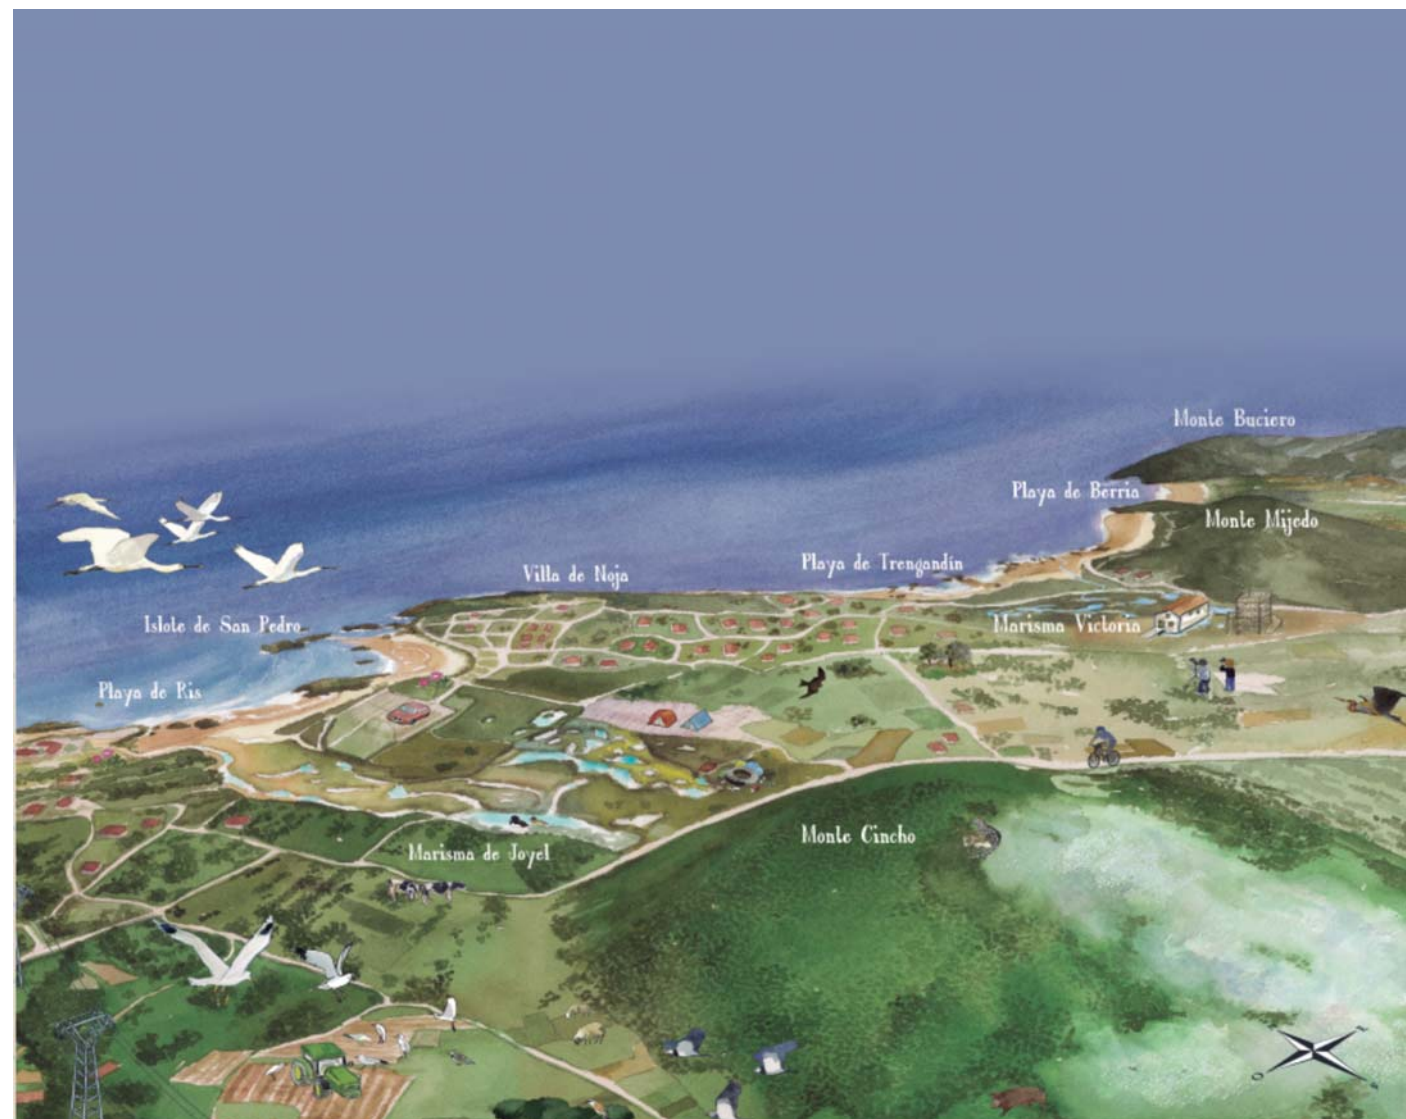 Monte Buciero
Playa de Berria
Monte Mijedo
Playa de Trengandín
Villa de Noja
Islote de San Pedro
Marisma Victoria
Playa de Ris
Monte Cincho
Marisma de Joyel